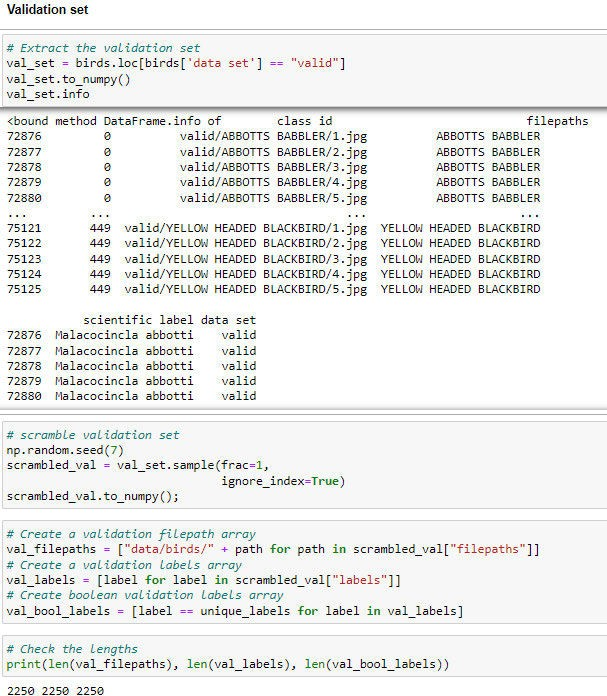 Validation set
# Extract the validation set
val_set = birds.loc[birds['data set'] == "valid"]
val_set.to_numpy()
val_set.info
<bound method DataFrame.info of        class id                           filepaths
72876         0          valid/ABBOTTS BABBLER/1.jpg          ABBOTTS BABBLER
72877         0          valid/ABBOTTS BABBLER/2.jpg          ABBOTTS BABBLER
72878         0          valid/ABBOTTS BABBLER/3.jpg          ABBOTTS BABBLER
72879         0          valid/ABBOTTS BABBLER/4.jpg          ABBOTTS BABBLER
72880         0          valid/ABBOTTS BABBLER/5.jpg          ABBOTTS BABBLER
...         ...                                  ...                      ...
75121       449  valid/YELLOW HEADED BLACKBIRD/1.jpg  YELLOW HEADED BLACKBIRD
75122       449  valid/YELLOW HEADED BLACKBIRD/2.jpg  YELLOW HEADED BLACKBIRD
75123       449  valid/YELLOW HEADED BLACKBIRD/3.jpg  YELLOW HEADED BLACKBIRD
75124       449  valid/YELLOW HEADED BLACKBIRD/4.jpg  YELLOW HEADED BLACKBIRD
75125       449  valid/YELLOW HEADED BLACKBIRD/5.jpg  YELLOW HEADED BLACKBIRD
scientific label data set
72876  Malacocincla abbotti    valid
72877  Malacocincla abbotti    valid
72878  Malacocincla abbotti    valid
72879  Malacocincla abbotti    valid
72880  Malacocincla abbotti    valid
# scramble validation set
np.random.seed(7)
scrambled_val = val_set.sample(frac=1,
ignore_index=True)
scrambled_val.to_numpy();
# Create a validation filepath array
val_filepaths = ["data/birds/" + path for path in scrambled_val["filepaths"]]
# Create a validation labels array
val_labels = [label for label in scrambled_val["labels"]]
# Create boolean validation labels array
val_bool_labels = [label == unique_labels for label in val_labels]
# Check the lengths
print(len(val_filepaths), len(val_labels), len(val_bool_labels))
2250 2250 2250